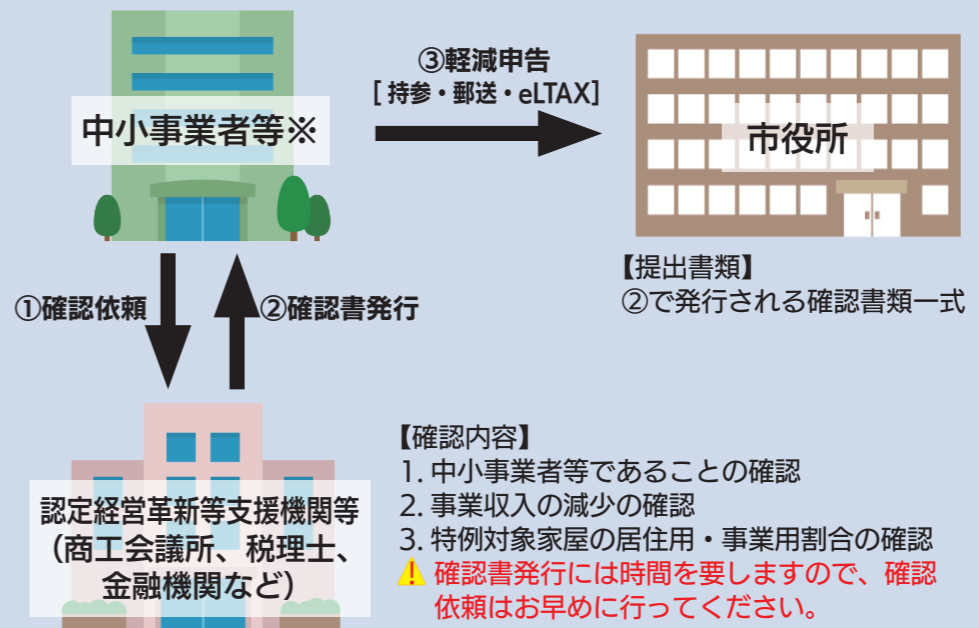 ③軽減申告
[ 持参・郵送・eLTAX]
中小事業者等※
市役所
【提出書類】
②で発行される確認書類一式
①確認依頼
②確認書発行
【確認内容】
1. 中小事業者等であることの確認
2. 事業収入の減少の確認
3. 特例対象家屋の居住用・事業用割合の確認
確認書発行には時間を要しますので、確認
依頼はお早めに行ってください。
認定経営革新等支援機関等
(商工会議所、税理士、
金融機関など)